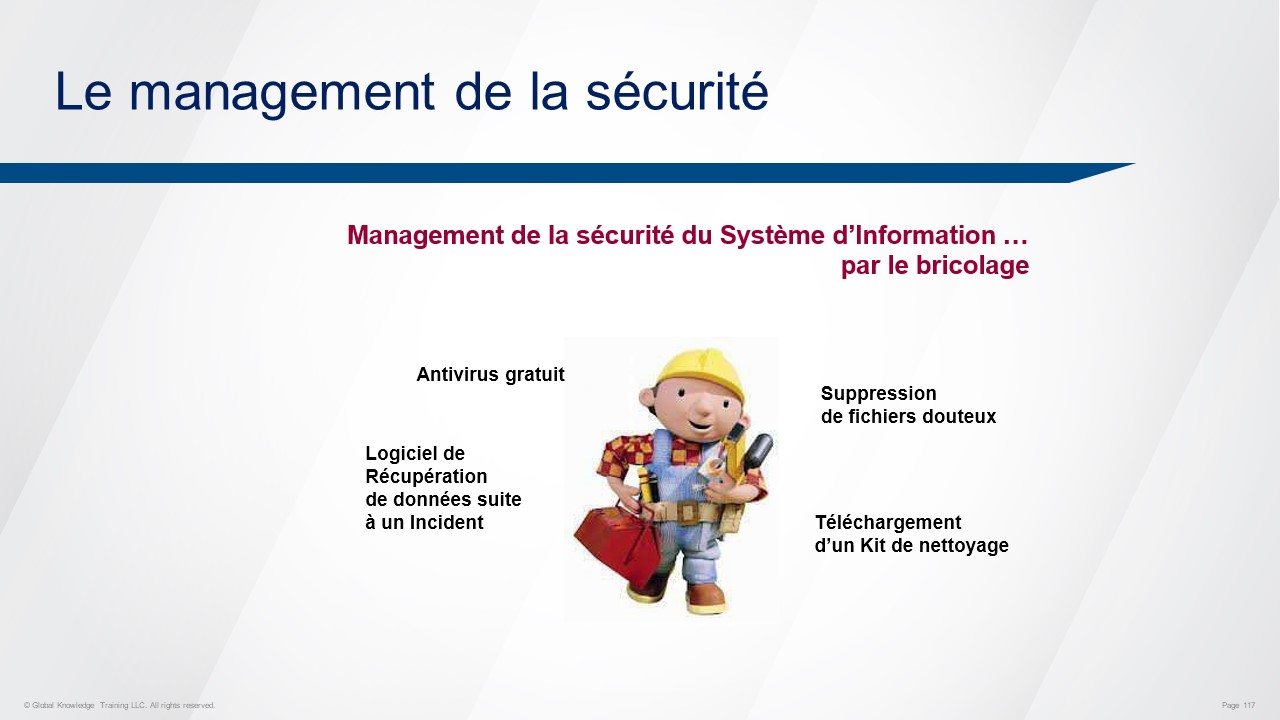 Le management de la sécurité
Management de la sécurité du Système d’Information …
par le bricolage
Antivirus gratuit
Suppression
de fichiers douteux
Logiciel de
Récupération
de données suite
à un Incident
Téléchargement
d’un Kit de nettoyage
© Global Knowledge Training LLC. All rights reserved.
Page 117